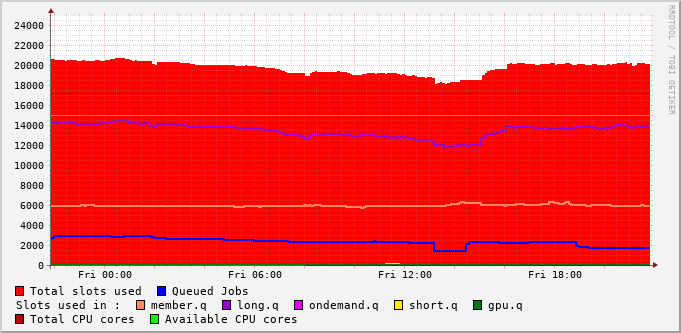 RRDTOOL / TOBI OETIKER
24000
22000
20000
18000
16000
14000
12000
10000
8000
6000
4000
2000
0
Fri 00:00 Fri 06:00 Fri 12:00 Fri 18:00
Total slots used Queued Jobs
Slots used in : member.q long.q ondemand.q short.q gpu.q
Total CPU cores Available CPU cores